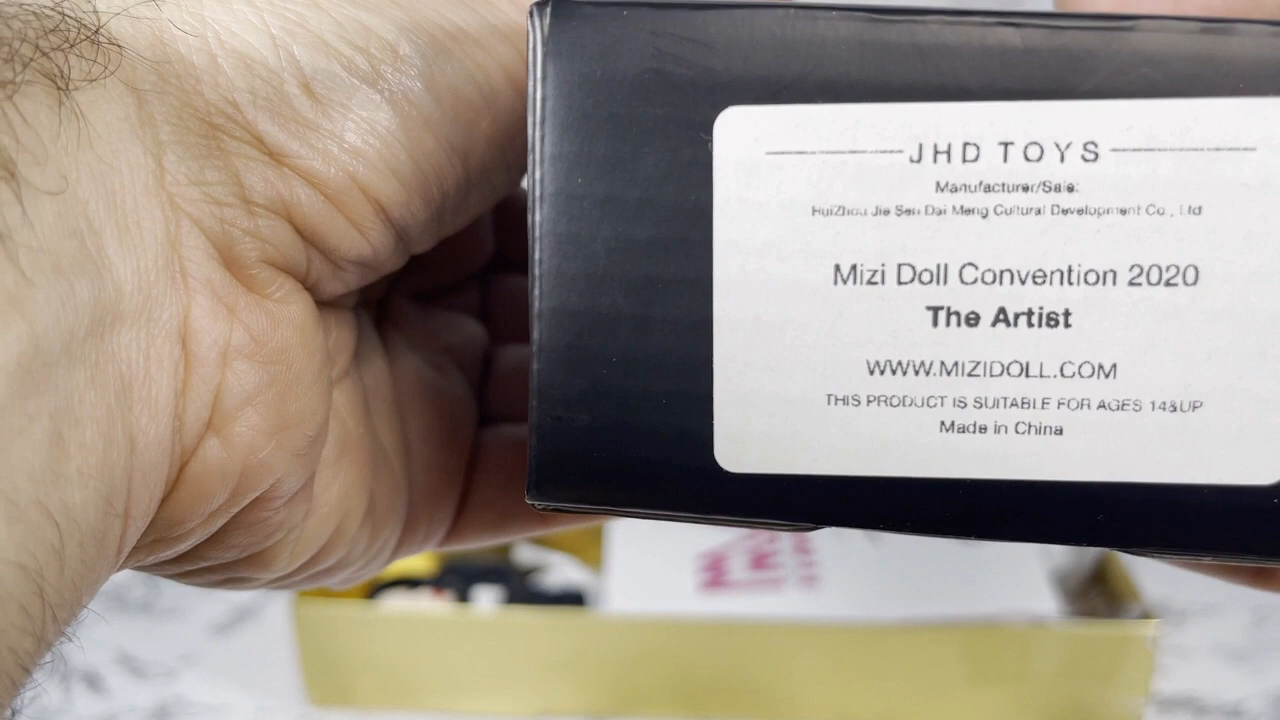 JHD TOYS
Manufacturer/Sale:
HuiZhou Jie Sen Dai Meng Cultural Development Co., Ltd
Mizi Doll Convention 2020
The Artist
WWW.MIZIDOLL.COM
THIS PRODUCT IS SUITABLE FOR AGES 14&UP
Made in China